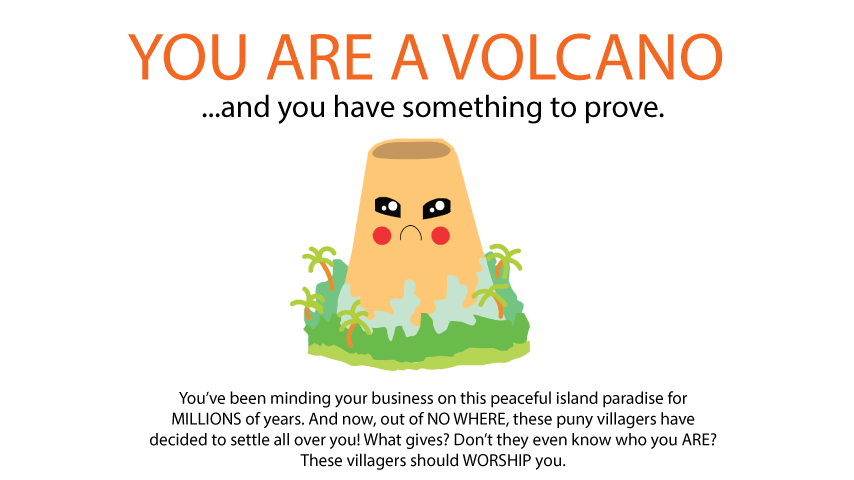 YOU ARE A VOLCANO
...and you have something to prove.
You've been minding your business on this peaceful island paradise for
MILLIONS of years. And now, out of NO WHERE, these puny villagers have
decided to settle all over you! What gives? Don't they even know who you ARE?
These villagers should WORSHIP you.